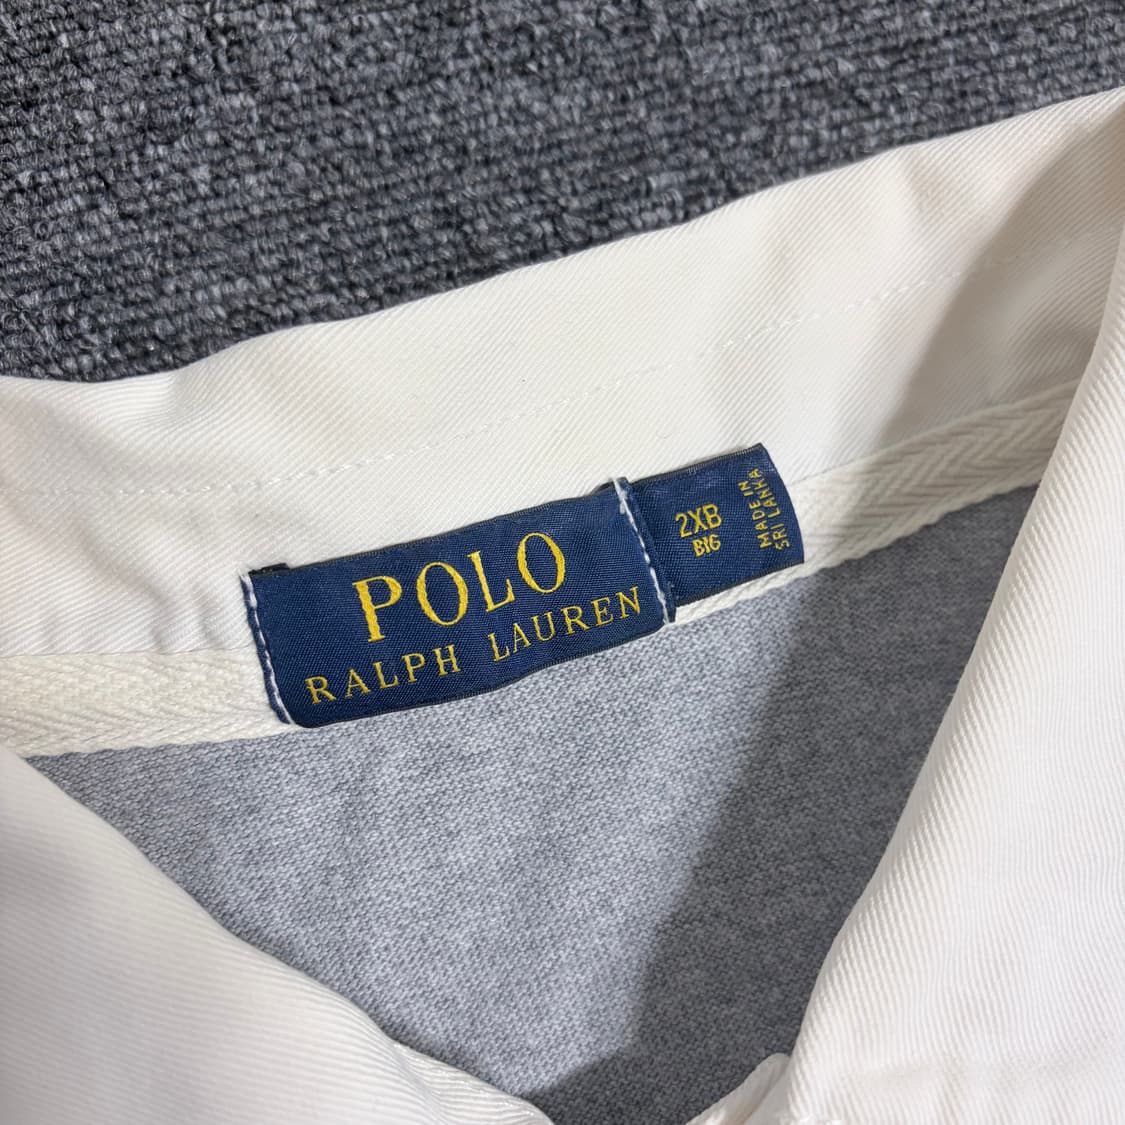 POLO
RALPH LAUREN
2XB
BIG
MADE IN
SRI LANKA